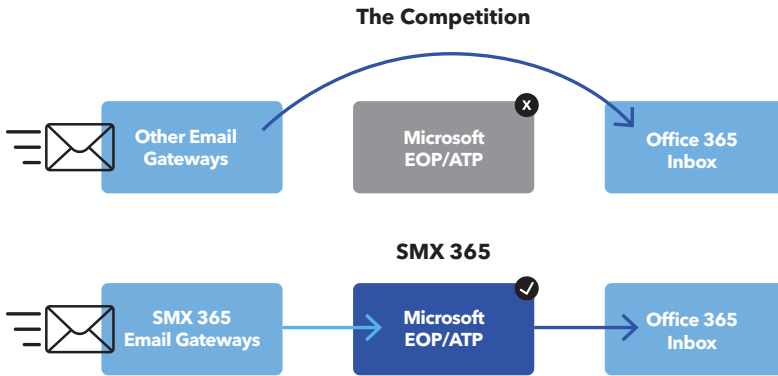 The Competition
Other Email
Gateways
Microsoft
EOP/ATP
X
Office 365
Inbox
SMX 365
SMX 365
Email Gateways
Microsoft
EOP/ATP
Office 365
Inbox